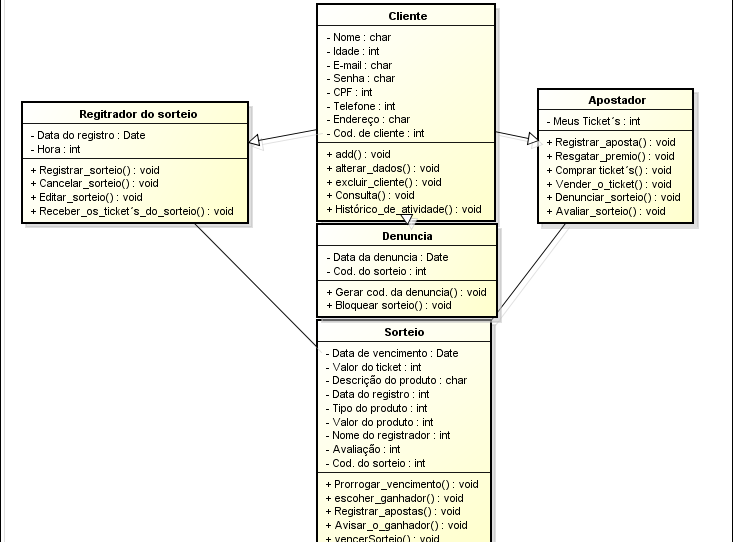 Cliente
- Nome : char
- Idade : int
- E-mail : char
- Senha : char
- CPF : int
- Telefone : int
- Endereço : char
- Cod. de cliente : int
+ add() : void
+ alterar_dados() : void
+ excluir_cliente() : void
+ Consulta() : void
+ Histórico_de_atividade() : void
Regitrador do sorteio
- Data do registro : Date
- Hora : int
+ Registrar_sorteio() : void
+ Cancelar_sorteio() : void
+ Editar_sorteio() : void
+ Receber_os_ticket´s_do_sorteio() : void
Apostador
- Meus Ticket´s : int
+ Registrar_aposta() : void
+ Resgatar_premio() : void
+ Comprar ticket´s() : void
+ Vender_o_ticket() : void
+ Denunciar_sorteio() : void
+ Avaliar_sorteio() : void
Denuncia
- Data da denuncia : Date
- Cod. do sorteio : int
+ Gerar cod. da denuncia() : void
+ Bloquear sorteio() : void
Sorteio
- Data de vencimento : Date
- Valor do ticket : int
- Descrição do produto : char
- Data do registro : int
- Tipo do produto : int
- Valor do produto : int
- Nome do registrador : int
- Avaliação : int
- Cod. do sorteio : int
+ Prorrogar_vencimento() : void
+ escoher_ganhador() : void
+ Registrar_apostas() : void
+ Avisar_o_ganhador() : void
+ vencerSorteio() : void